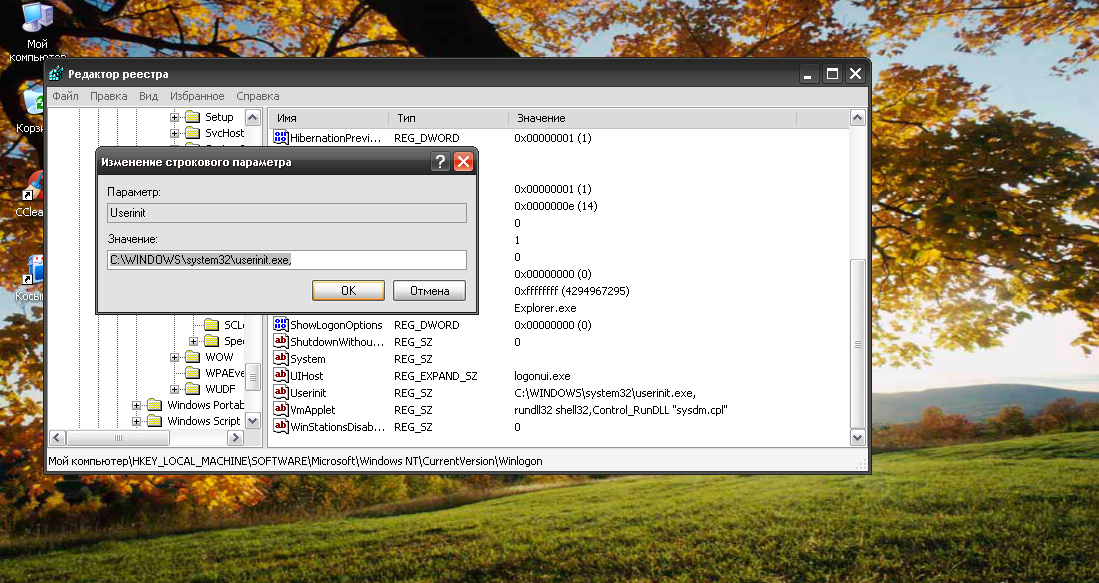 Мой
компьютер
Редактор реестра
Файл Правка Вид Избранное Справка
Setup
SvcHost
Имя Тип Значение
HibernationPrevi... REG_DWORD 0x00000001 (1)
Изменение строкового параметра
Параметр:
Userinit
Значение:
C:\WINDOWS\system32\userinit.exe,
OK Отмена
0x00000001 (1)
0x0000000e (14)
0
1
0
0x00000000 (0)
0xffffffff (4294967295)
Explorer.exe
ShowLogonOptions REG_DWORD 0x00000000 (0)
ShutdownWithou... REG_SZ 0
System REG_SZ
UIHost REG_EXPAND_SZ logonui.exe
Userinit REG_SZ C:\WINDOWS\system32\userinit.exe,
VmApplet REG_SZ rundll32 shell32,Control_RunDLL "sysdm.cpl"
WinStationsDisab... REG_SZ 0
SCLo
Spec
WOW
WPAEve
WUDF
Windows Portab
Windows Script
Мой компьютер\HKEY_LOCAL_MACHINE\SOFTWARE\Microsoft\Windows NT\CurrentVersion\Winlogon
Корзи
CClea
Косы